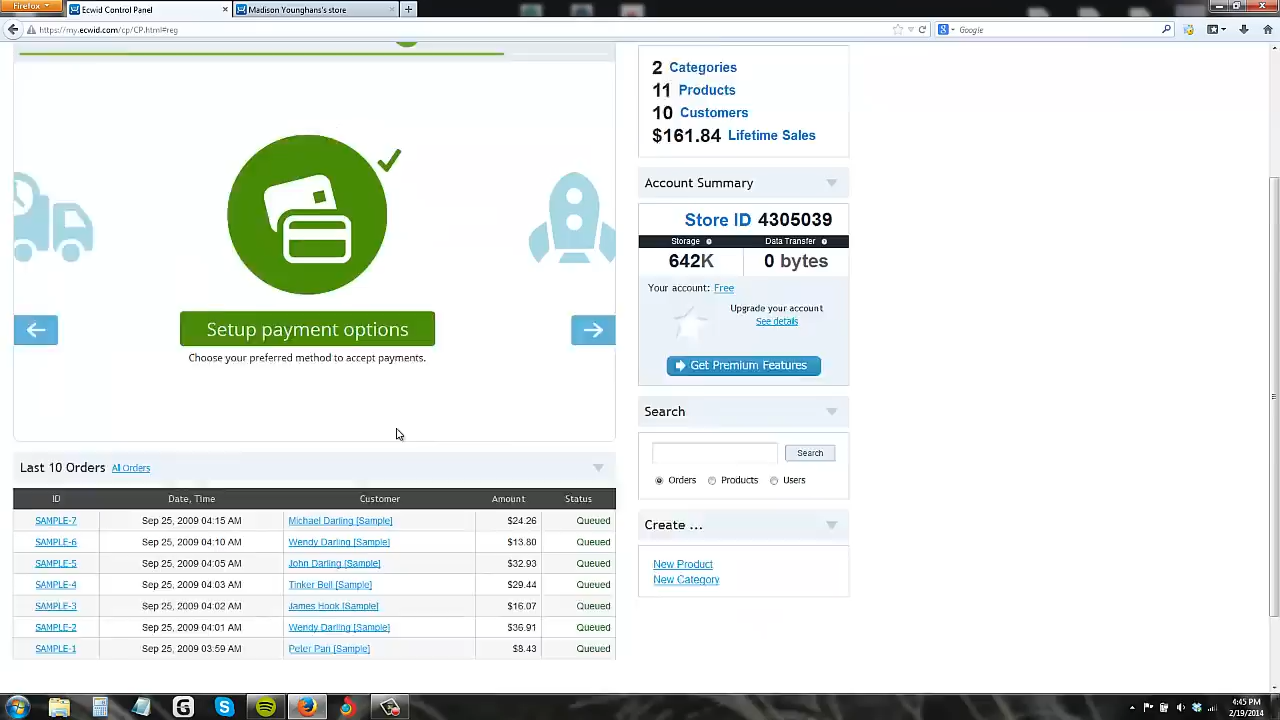 Firefox
Ecwid Control Panel
Madison Younghans's store
https://my.ecwid.com/cp/CP.html#reg
Google
2 Categories
11 Products
10 Customers
$161.84 Lifetime Sales
Account Summary
Store ID 4305039
Storage
Data Transfer
642K
0 bytes
Your account: Free
Upgrade your account
See details
Get Premium Features
Setup payment options
Choose your preferred method to accept payments.
Search
Search
Orders Products Users
Last 10 Orders All Orders
ID Date, Time Customer Amount Status
SAMPLE-7 Sep 25, 2009 04:15 AM Michael Darling [Sample] $24.26 Queued
SAMPLE-6 Sep 25, 2009 04:10 AM Wendy Darling [Sample] $13.80 Queued
SAMPLE-5 Sep 25, 2009 04:05 AM John Darling [Sample] $32.93 Queued
SAMPLE-4 Sep 25, 2009 04:03 AM Tinker Bell [Sample] $29.44 Queued
SAMPLE-3 Sep 25, 2009 04:02 AM James Hook [Sample] $16.07 Queued
SAMPLE-2 Sep 25, 2009 04:01 AM Wendy Darling [Sample] $36.91 Queued
SAMPLE-1 Sep 25, 2009 03:59 AM Peter Pan [Sample] $8.43 Queued
Create ...
New Product
New Category
4:45 PM
2/19/2014